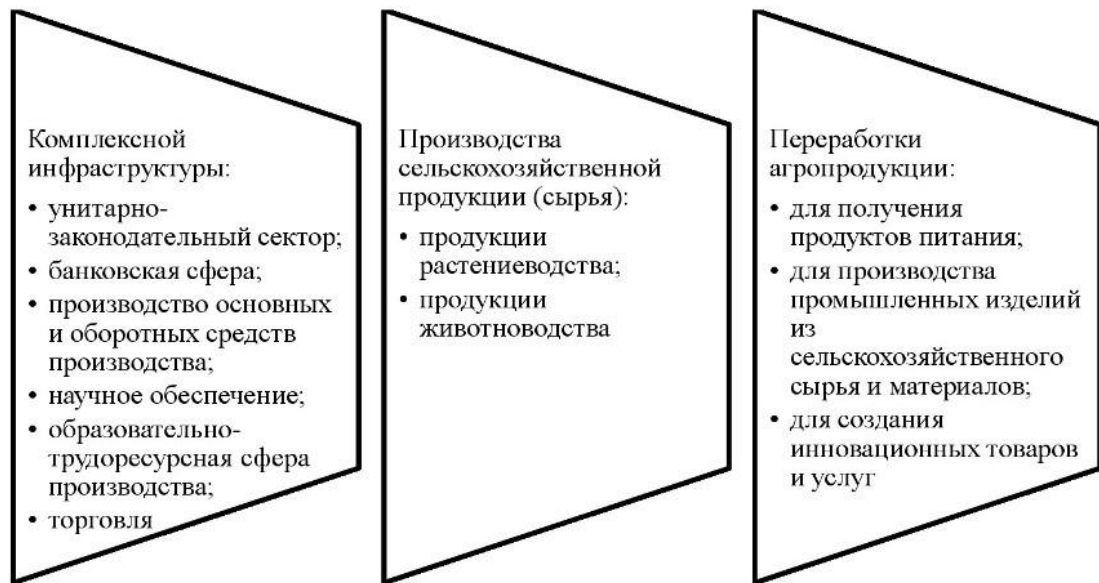 Комплексной
инфраструктуры:
• унитарно-
законодательный сектор;
• банковская сфера;
• производство основных
и оборотных средств
производства;
• научное обеспечение;
• образовательно-
трудоресурсная сфера
производства;
• торговля
Производства
сельскохозяйственной
продукции (сырья):
• продукции
растениеводства;
• продукции
животноводства
Переработки
агропродукции:
• для получения
продуктов питания;
• для производства
промышленных изделий
из
сельскохозяйственного
сырья и материалов;
• для создания
инновационных товаров
и услуг